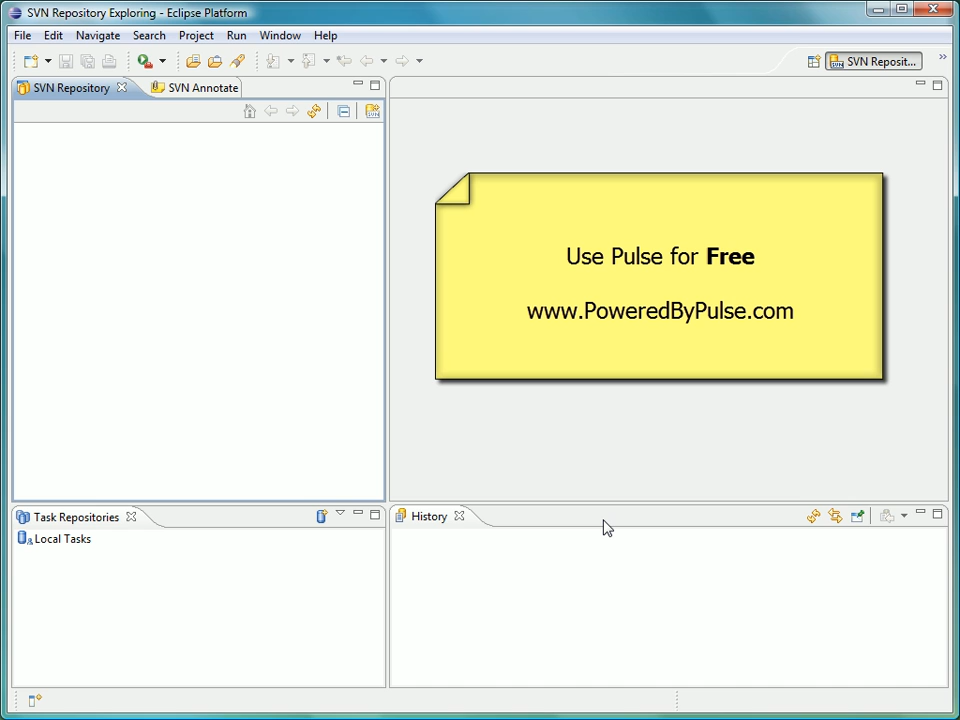 SVN Repository Exploring - Eclipse Platform
File Edit Navigate Search Project Run Window Help
SVN Reposit...
SVN Repository
SVN Annotate
SVN
Use Pulse for Free
www.PoweredByPulse.com
Task Repositories
History
Local Tasks